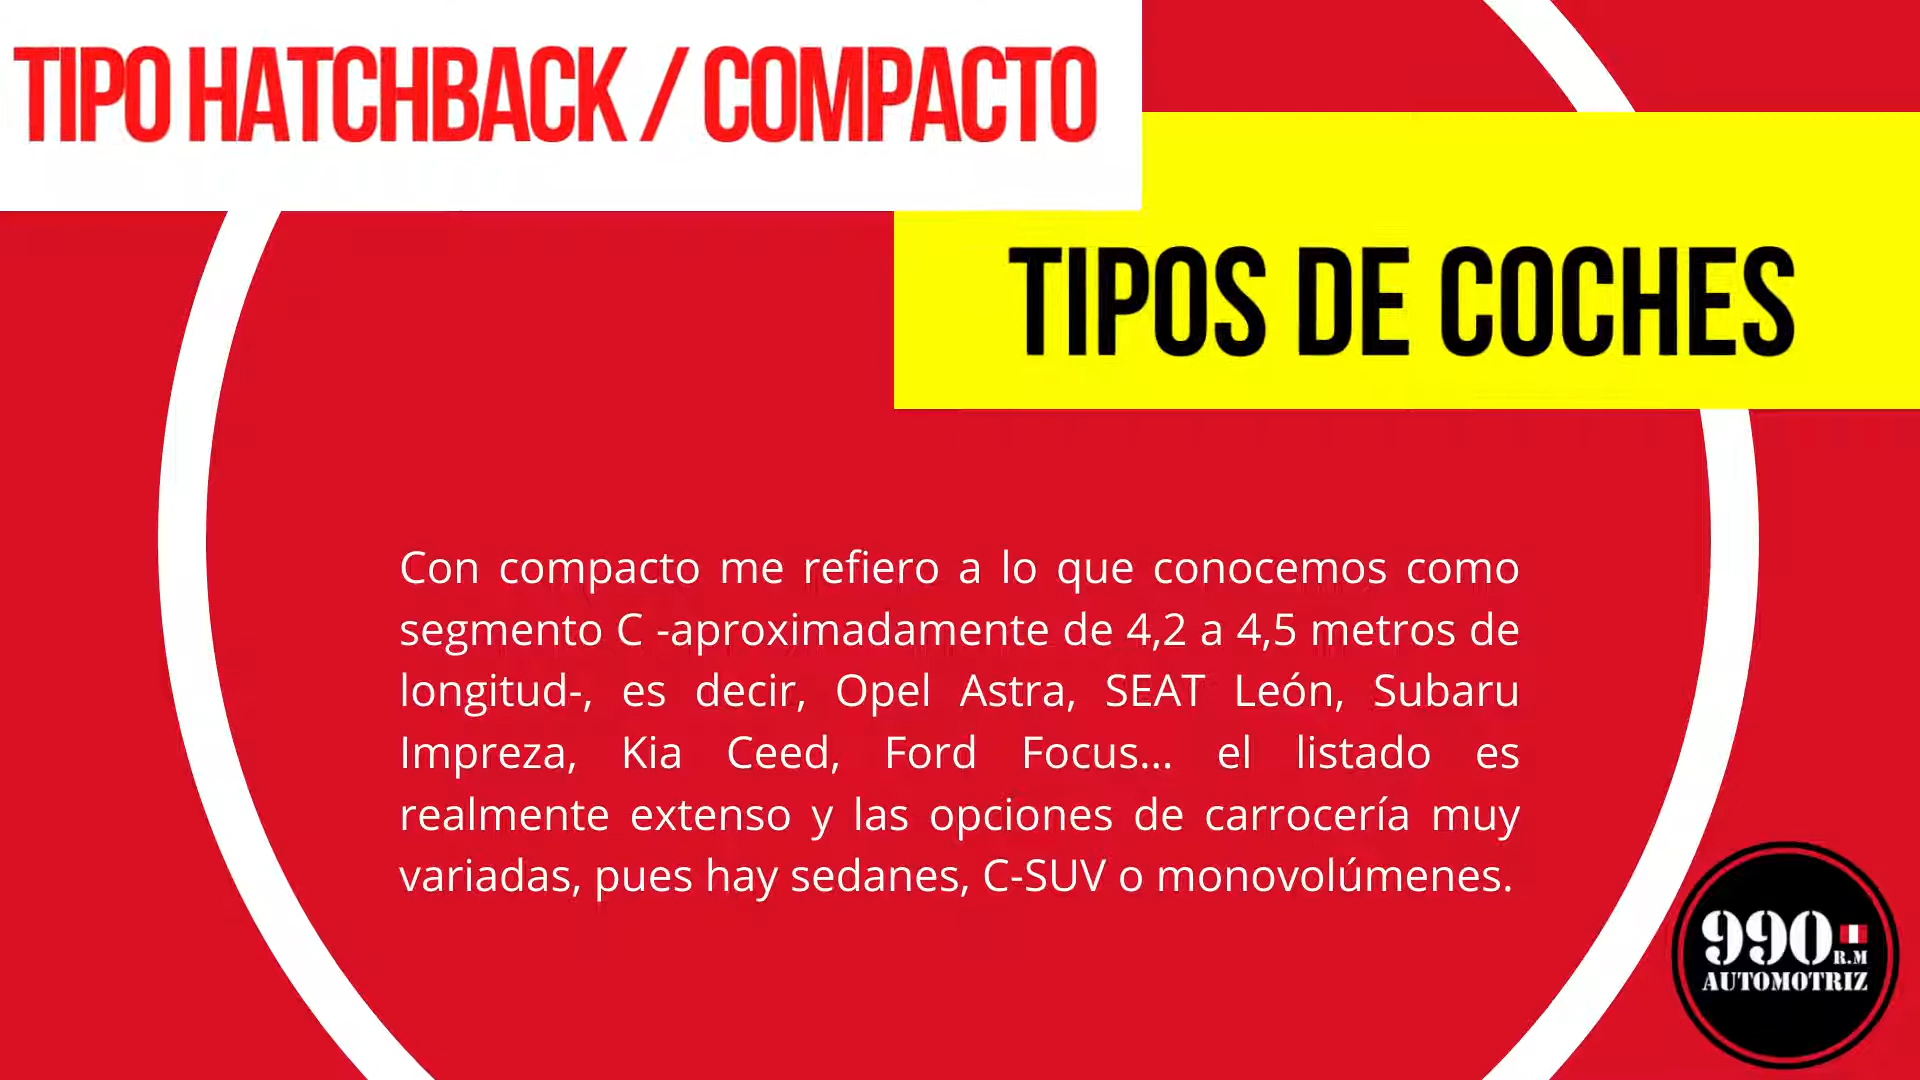 TIPO HATCHBACK / COMPACTO
TIPOS DE COCHES
Con compacto me refiero a lo que conocemos como
segmento C -aproximadamente de 4,2 a 4,5 metros de
longitud-, es decir, Opel Astra, SEAT León, Subaru
Impreza, Kia Ceed, Ford Focus... el listado es
realmente extenso y las opciones de carrocería muy
variadas, pues hay sedanes, C-SUV o monovolúmenes.
990 R.M
AUTOMOTRIZ